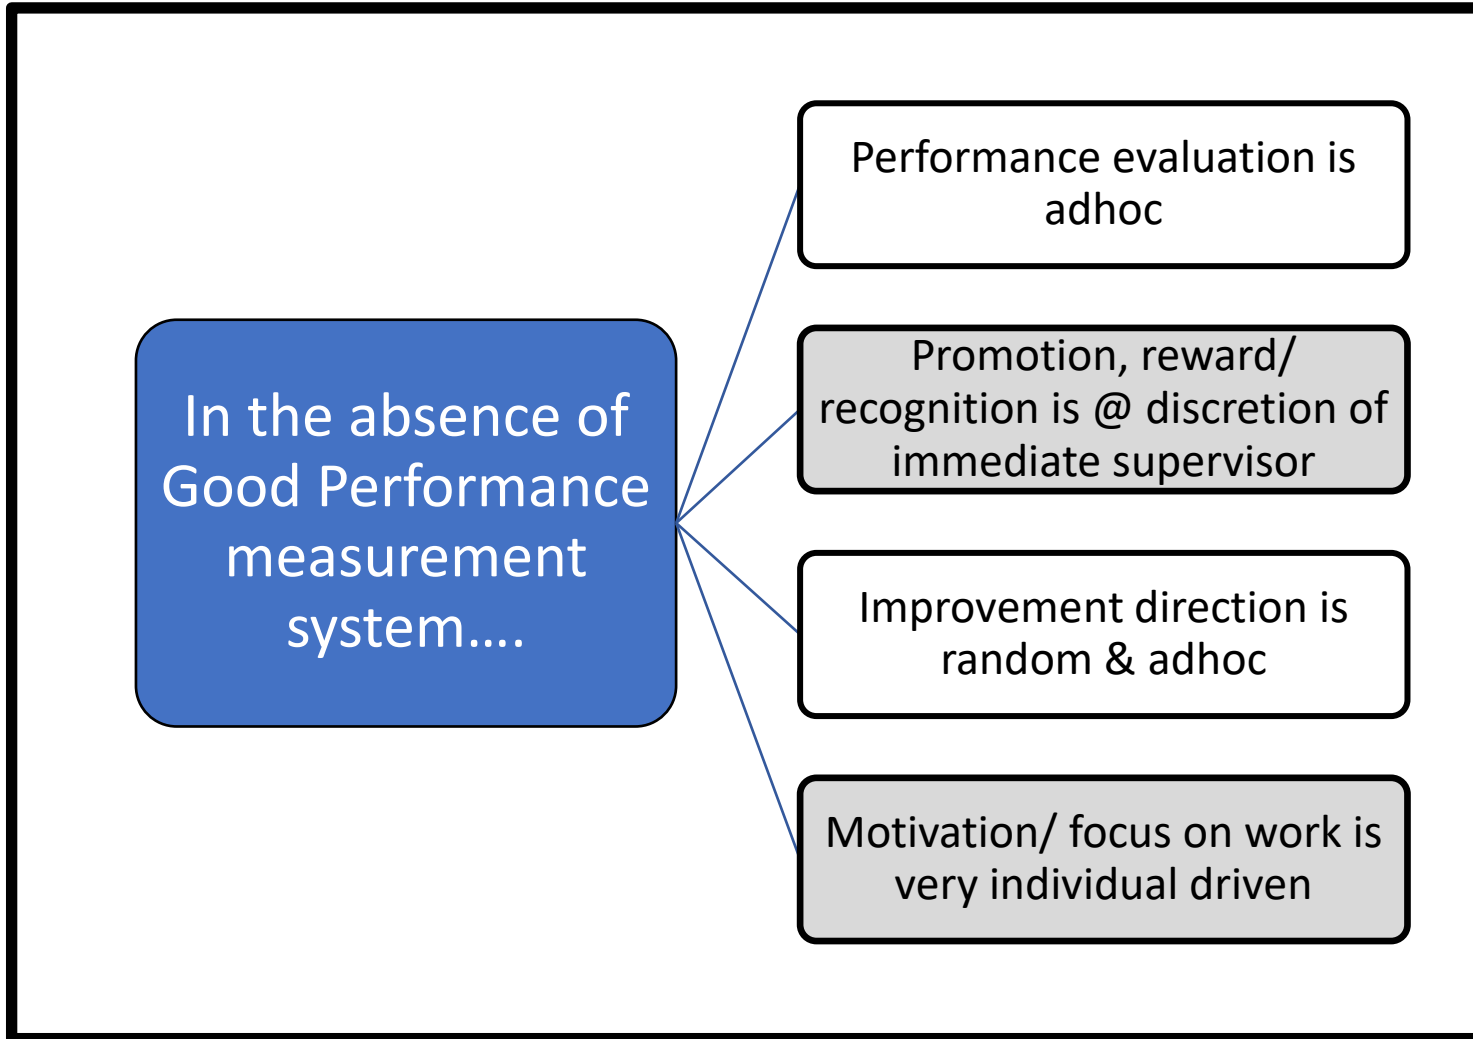 In the absence of
Good Performance
measurement
system....
Performance evaluation is
adhoc
Promotion, reward/
recognition is @ discretion of
immediate supervisor
Improvement direction is
random & adhoc
Motivation/ focus on work is
very individual driven